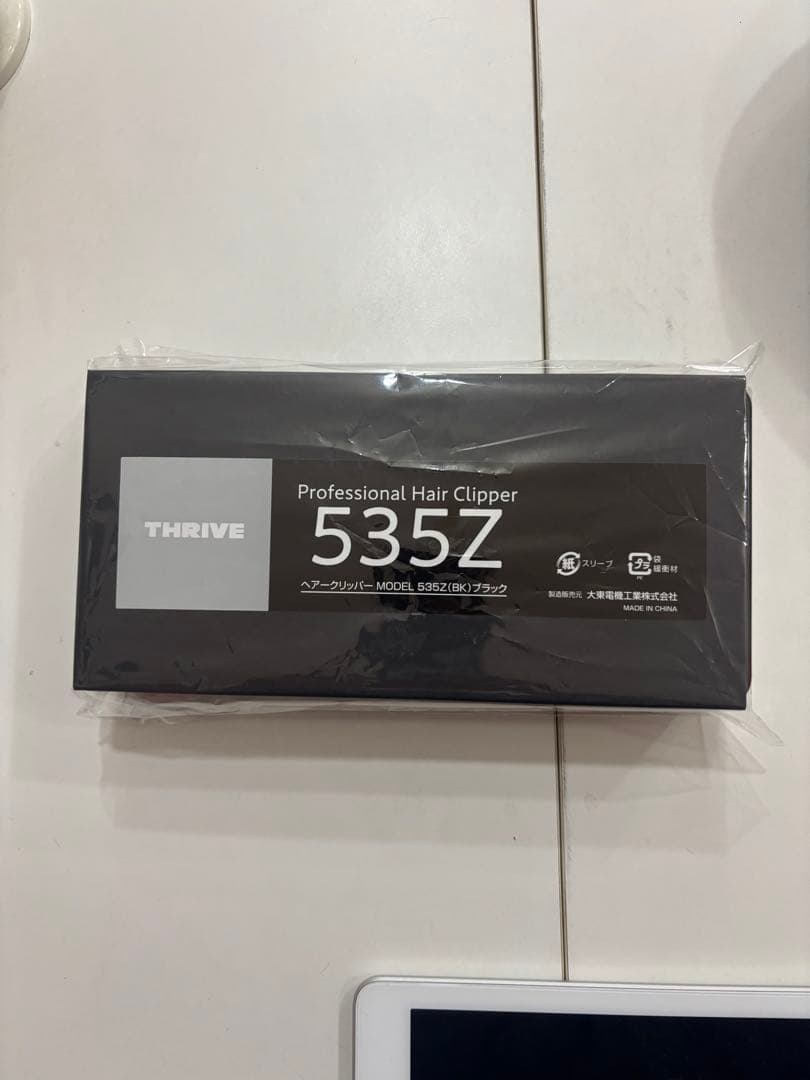 THRIVE
Professional Hair Clipper
535Z
ヘアークリッパー MODEL 535Z(BK)ブラック
紙 スリーブ
プラ 袋
緩衝材
PE
製造販売元 大東電機工業株式会社
MADE IN CHINA